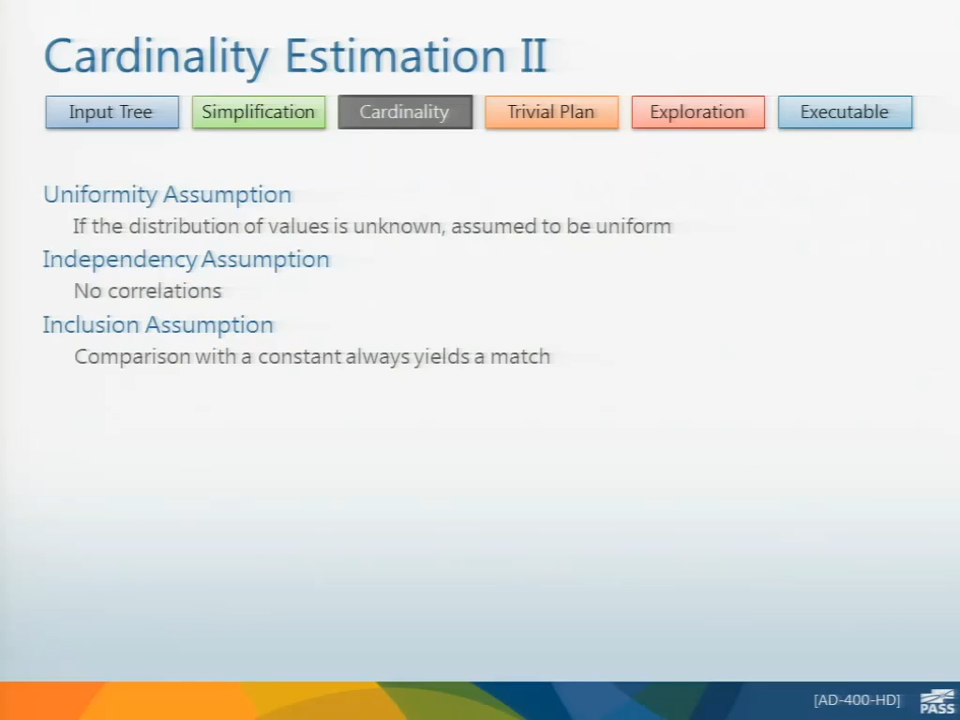 Cardinality Estimation II
Input Tree Simplification Cardinality Trivial Plan Exploration Executable
Uniformity Assumption
If the distribution of values is unknown, assumed to be uniform
Independency Assumption
No correlations
Inclusion Assumption
Comparison with a constant always yields a match
[AD-400-HD]
PASS